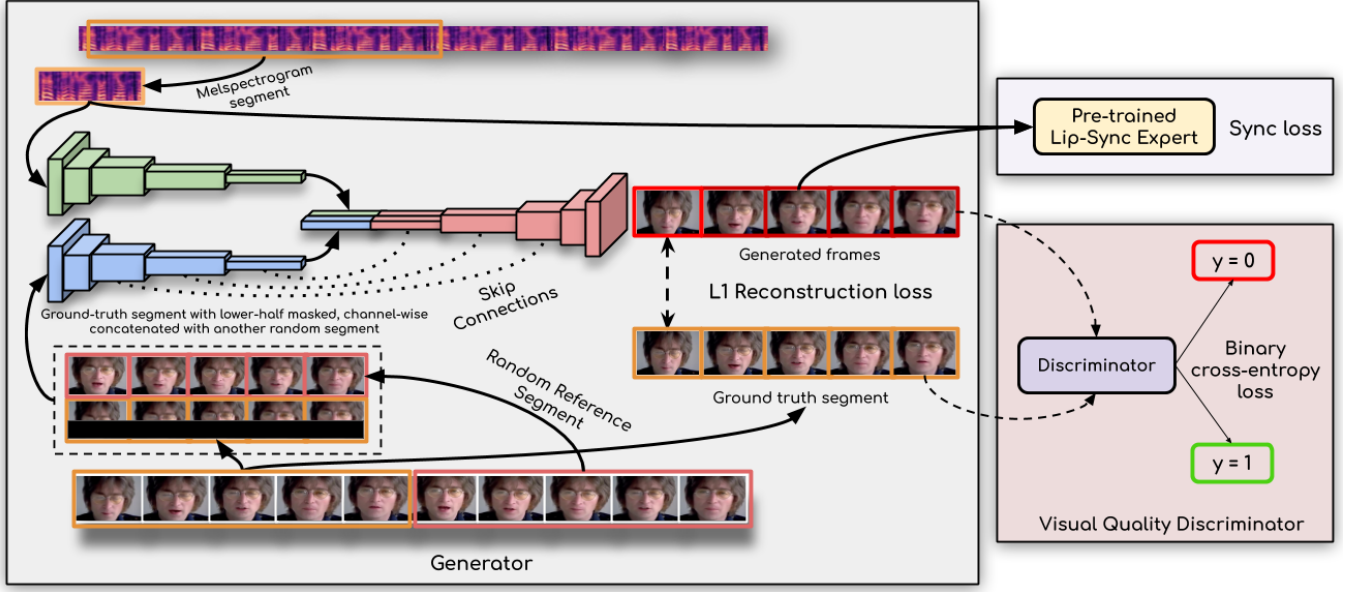 Melspectrogram
segment
Pre-trained
Lip-Sync Expert
Sync loss
Generated frames
L1 Reconstruction loss
Skip
Connections
Ground-truth segment with lower-half masked, channel-wise
concatenated with another random segment
Random Reference
Segment
Ground truth segment
y = 0
Discriminator
Binary
cross-entropy
loss
y = 1
Visual Quality Discriminator
Generator